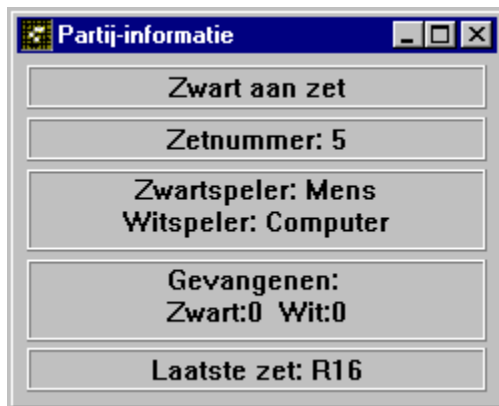 Partij-informatie
Zwart aan zet
Zetnummer: 5
Zwartspeler: Mens
Witspeler: Computer
Gevangenen:
Zwart:0 Wit:0
Laatste zet: R16